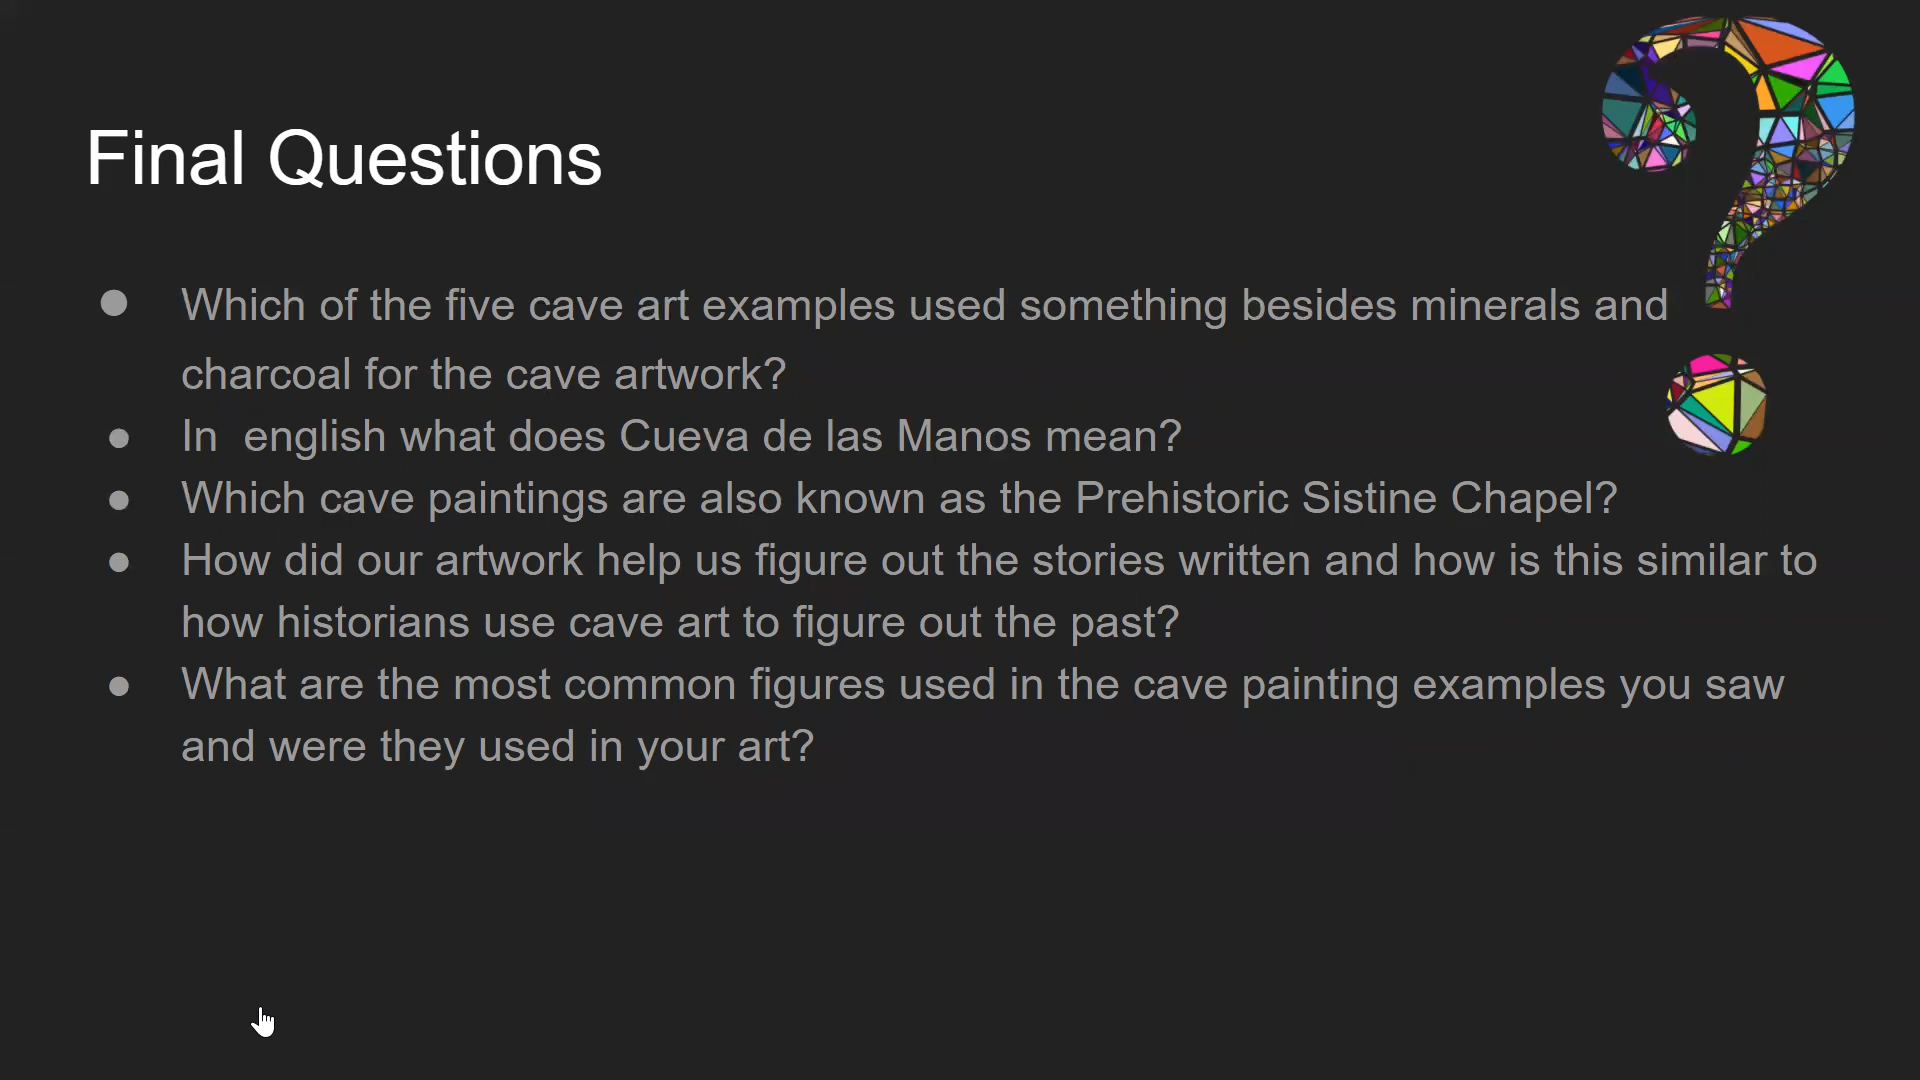 Final Questions
Which of the five cave art examples used something besides minerals and
charcoal for the cave artwork?
In  english what does Cueva de las Manos mean?
Which cave paintings are also known as the Prehistoric Sistine Chapel?
How did our artwork help us figure out the stories written and how is this similar to
how historians use cave art to figure out the past?
What are the most common figures used in the cave painting examples you saw
and were they used in your art?